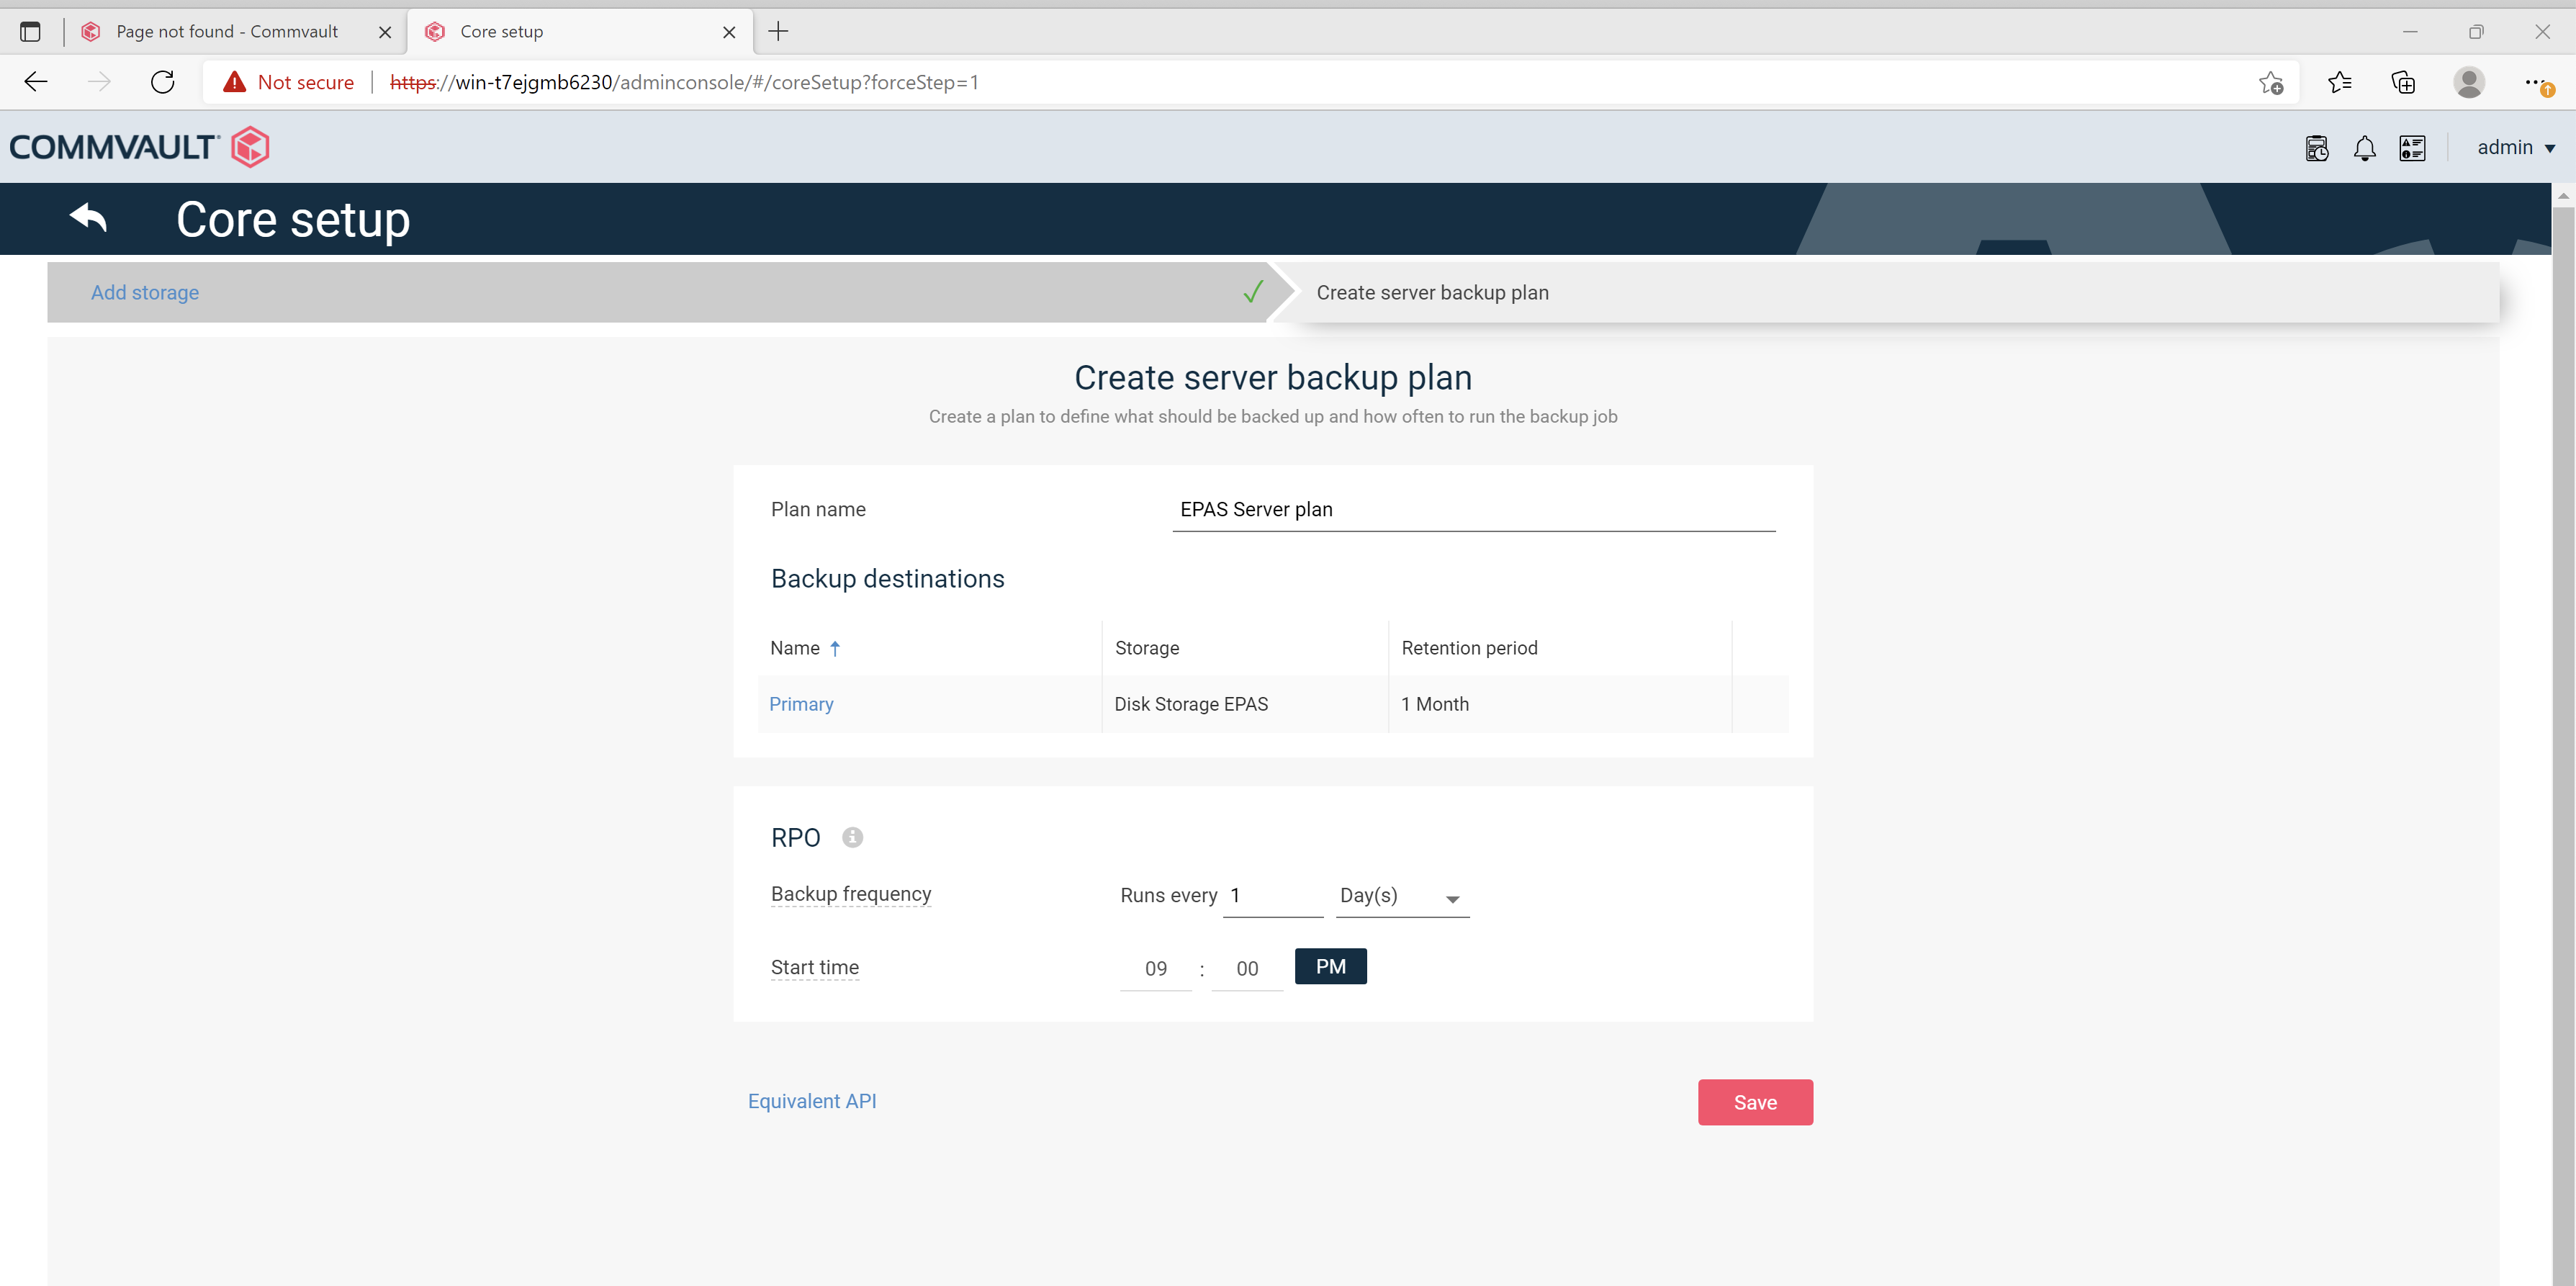 Page not found - Commvault
Core setup
Not secure
https://win-t7ejgmb6230/adminconsole/#/coreSetup?forceStep=1
COMMVAULT
admin
Core setup
Add storage
Create server backup plan
Create server backup plan
Create a plan to define what should be backed up and how often to run the backup job
Plan name
EPAS Server plan
Backup destinations
Name
Storage
Retention period
Primary
Disk Storage EPAS
1 Month
RPO
Backup frequency
Runs every 1 Day(s)
Start time
09 : 00 PM
Equivalent API
Save